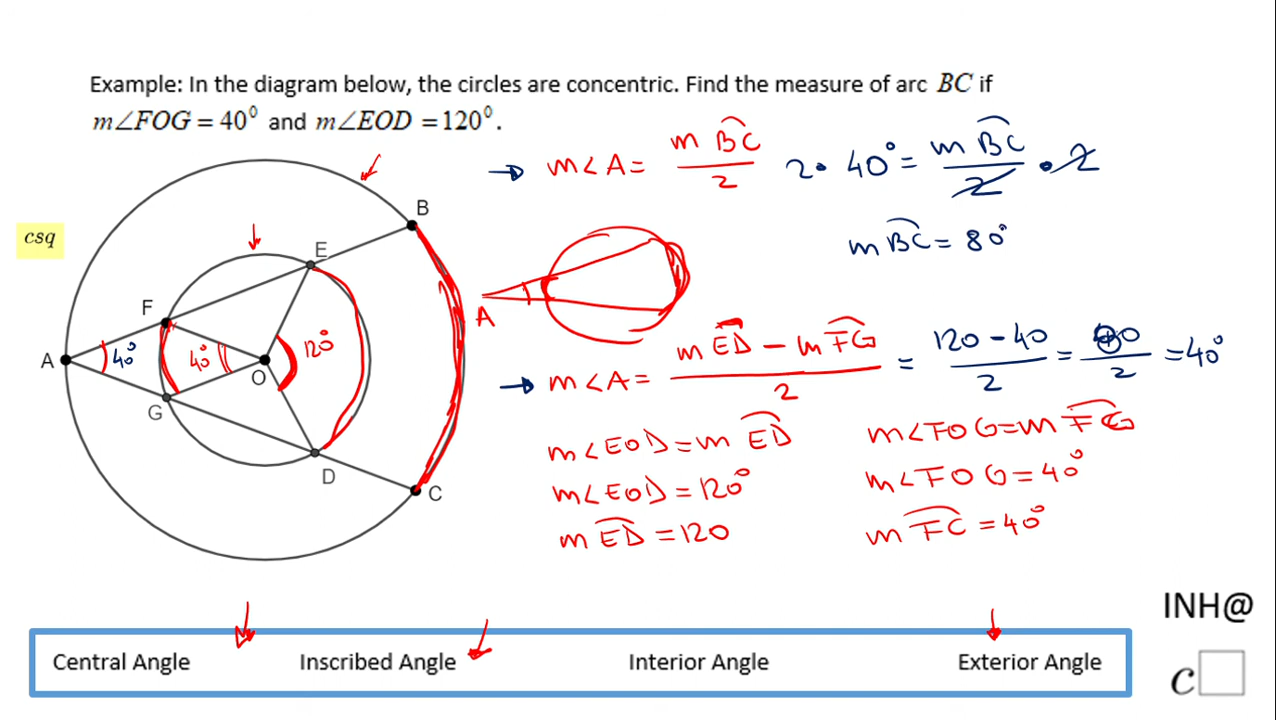 Example: In the diagram below, the circles are concentric. Find the measure of arc BC if
m∠FOG = 40⁰ and m∠EOD = 120⁰.
→ m∠A = m BC / 2
2 • 40° = m BC / 2 • 2
m BC = 80°
csq
B
E
F
A
40°
40°
120°
O
G
D
C
A
→ m∠A = m ED − m FG / 2 = 120 − 40 / 2 = 80 / 2 = 40°
m∠EOD = m ED
m∠FOG = m FG
m∠EOD = 120°
m∠FOG = 40°
m ED = 120
m FC = 40°
INH@
Central Angle Inscribed Angle Interior Angle Exterior Angle
c